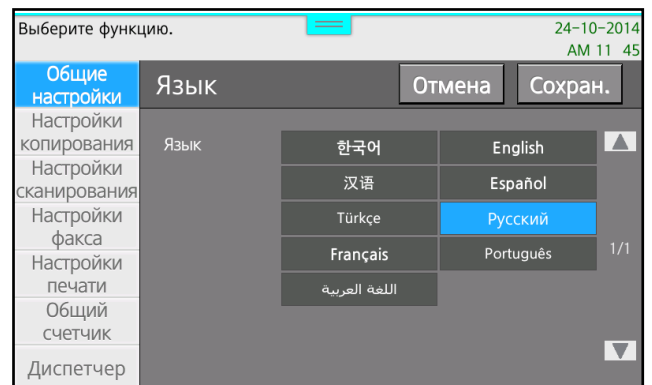 Выберите функцию.
24-10-2014
AM 11 45
Общие
настройки
Язык
Отмена
Сохран.
Настройки
копирования
Настройки
сканирования
Настройки
факса
Настройки
печати
Общий
счетчик
Диспетчер
Язык
한국어
English
汉语
Español
Türkçe
Русский
Français
Português
اللغة العربية
1/1